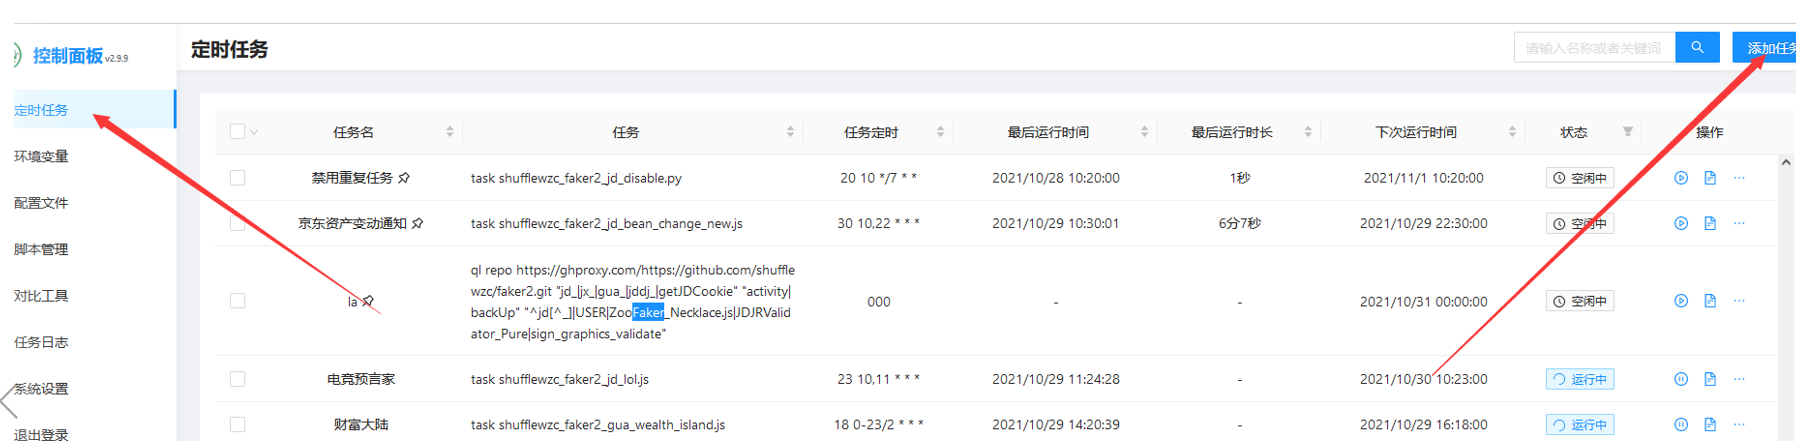 控制面板 v2.9.9
定时任务
请输入名称或者关键词
添加任务
定时任务
环境变量
配置文件
脚本管理
对比工具
任务日志
系统设置
退出登录
任务名 任务 任务定时 最后运行时间 最后运行时长 下次运行时间 状态 操作
禁用重复任务 task shufflewzc_faker2_jd_disable.py 20 10 */7 * * 2021/10/28 10:20:00 1秒 2021/11/1 10:20:00 空闲中 ...
京东资产变动通知 task shufflewzc_faker2_jd_bean_change_new.js 30 10,22 * * * 2021/10/29 10:30:01 6分7秒 2021/10/29 22:30:00 空闲中 ...
la
ql repo https://ghproxy.com/https://github.com/shuffle
wzc/faker2.git "jd_|jx_|gua_|jddj_|getJDCookie" "activity|
backUp" "^jd[^_]|USER|ZooFaker_Necklace.js|JDJRValid
ator_Pure|sign_graphics_validate"
000 - - 2021/10/31 00:00:00 空闲中 ...
电竞预言家 task shufflewzc_faker2_jd_lol.js 23 10,11 * * * 2021/10/29 11:24:28 - 2021/10/30 10:23:00 运行中 ...
财富大陆 task shufflewzc_faker2_gua_wealth_island.js 18 0-23/2 * * * 2021/10/29 14:20:39 - 2021/10/29 16:18:00 运行中 ...